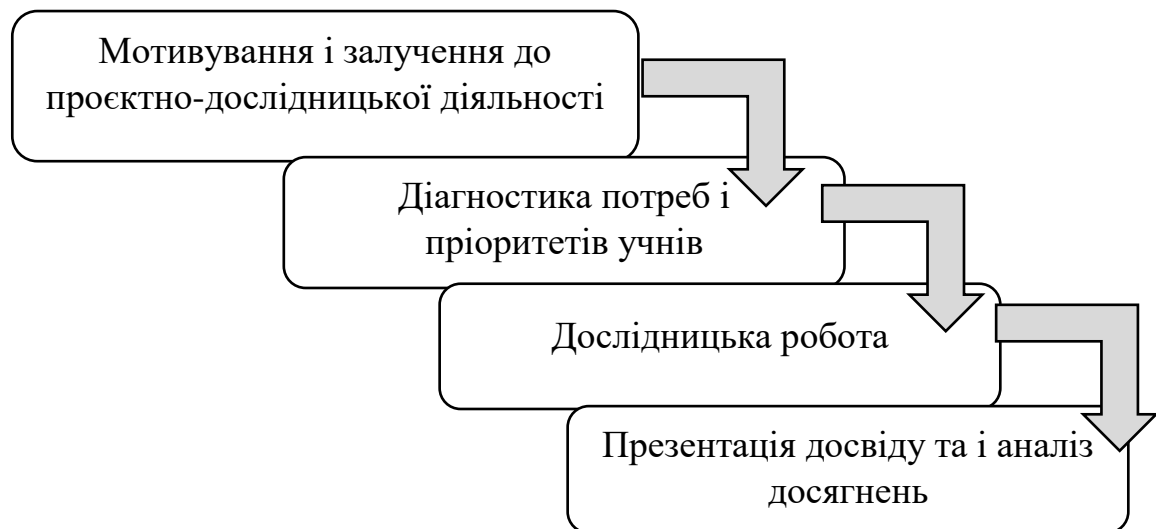 Мотивування і залучення до
проєктно-дослідницької діяльності
Діагностика потреб і
пріоритетів учнів
Дослідницька робота
Презентація досвіду та і аналіз
досягнень